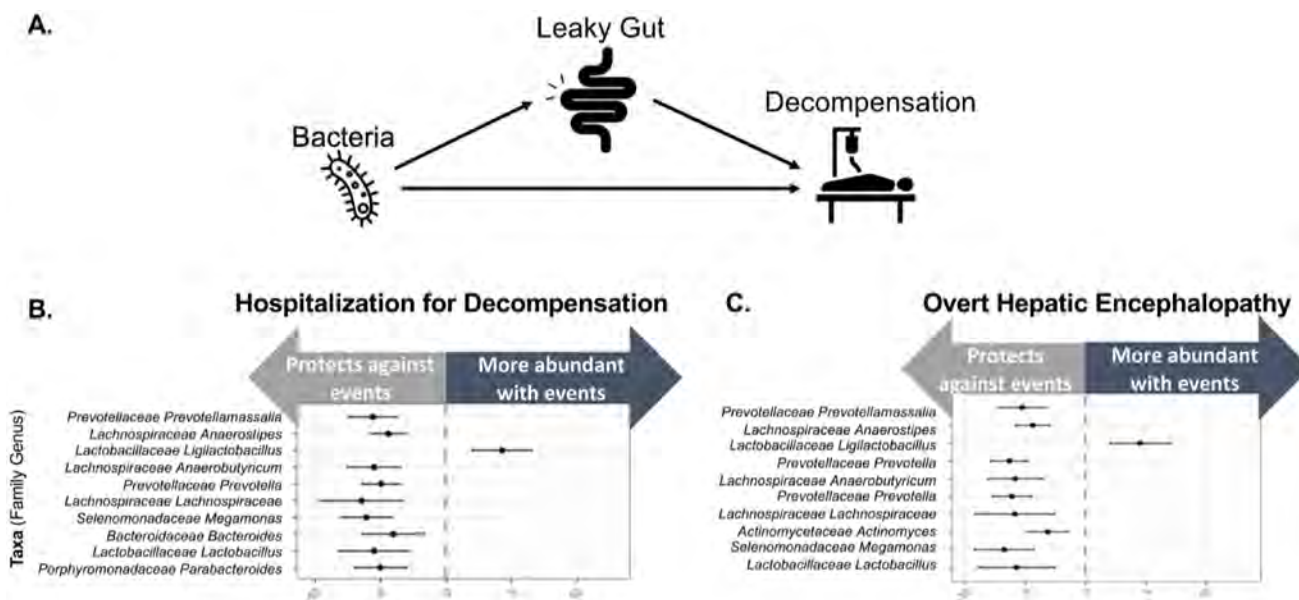 A.
Leaky Gut
Decompensation
Bacteria
B.
Hospitalization for Decompensation
Protects against
events
More abundant
with events
Taxa (Family Genus)
Prevotellaceae Prevotellamassalia
Lachnospiraceae Anaerostipes
Lactobacillaceae Ligilactobacillus
Lachnospiraceae Anaerobutyricum
Prevotellaceae Prevotella
Lachnospiraceae Lachnospiraceae
Selenomonadaceae Megamonas
Bacteroidaceae Bacteroides
Lactobacillaceae Lactobacillus
Porphyromonadaceae Parabacteroides
C.
Overt Hepatic Encephalopathy
Protects
against events
More abundant
with events
Prevotellaceae Prevotellamassalia
Lachnospiraceae Anaerostipes
Lactobacillaceae Ligilactobacillus
Prevotellaceae Prevotella
Lachnospiraceae Anaerobutyricum
Prevotellaceae Prevotella
Lachnospiraceae Lachnospiraceae
Actinomycetaceae Actinomyces
Selenomonadaceae Megamonas
Lactobacillaceae Lactobacillus